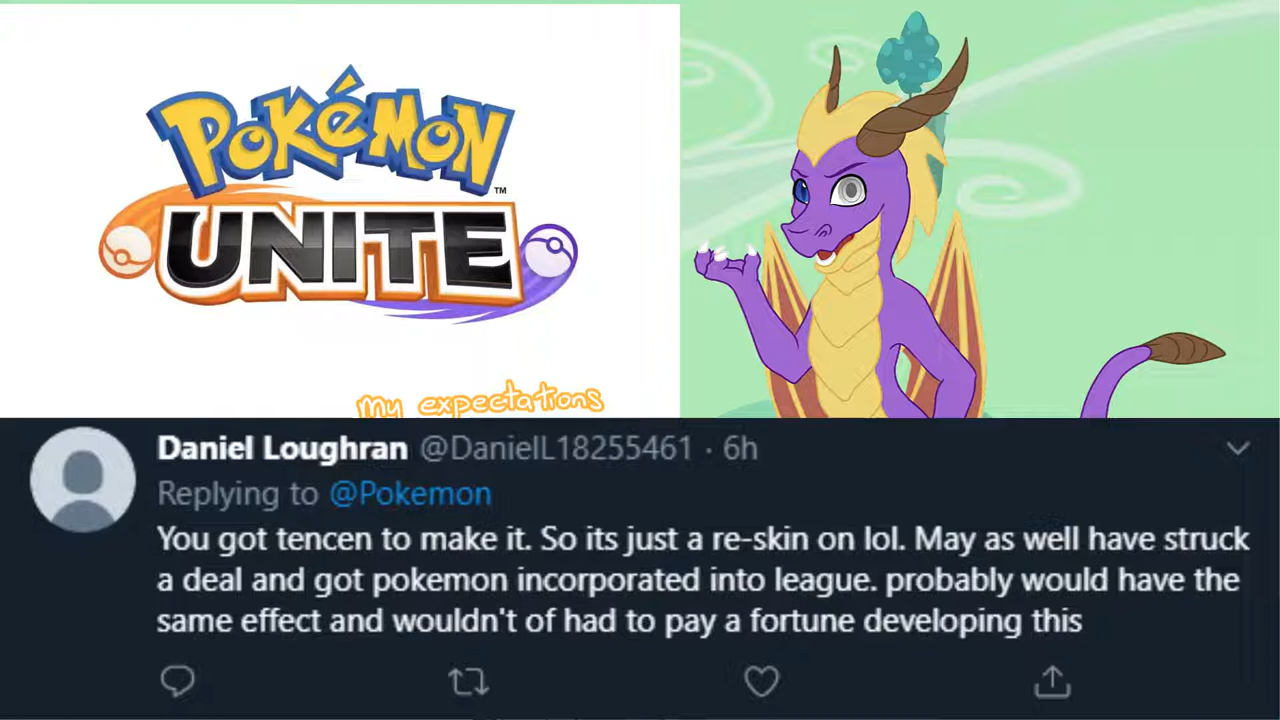 POKéMON
™
UNITE
my expectations
Daniel Loughran @DanielL18255461 · 6h
Replying to @Pokemon
You got tencen to make it. So its just a re-skin on lol. May as well have struck
a deal and got pokemon incorporated into league. probably would have the
same effect and wouldn't of had to pay a fortune developing this